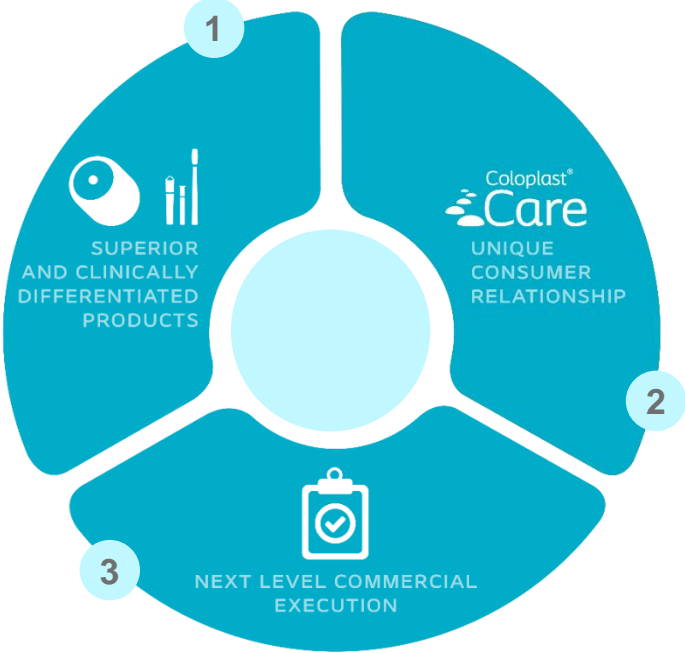 1
SUPERIOR
AND CLINICALLY
DIFFERENTIATED
PRODUCTS
Coloplast®
Care
UNIQUE
CONSUMER
RELATIONSHIP
2
3
NEXT LEVEL COMMERCIAL
EXECUTION